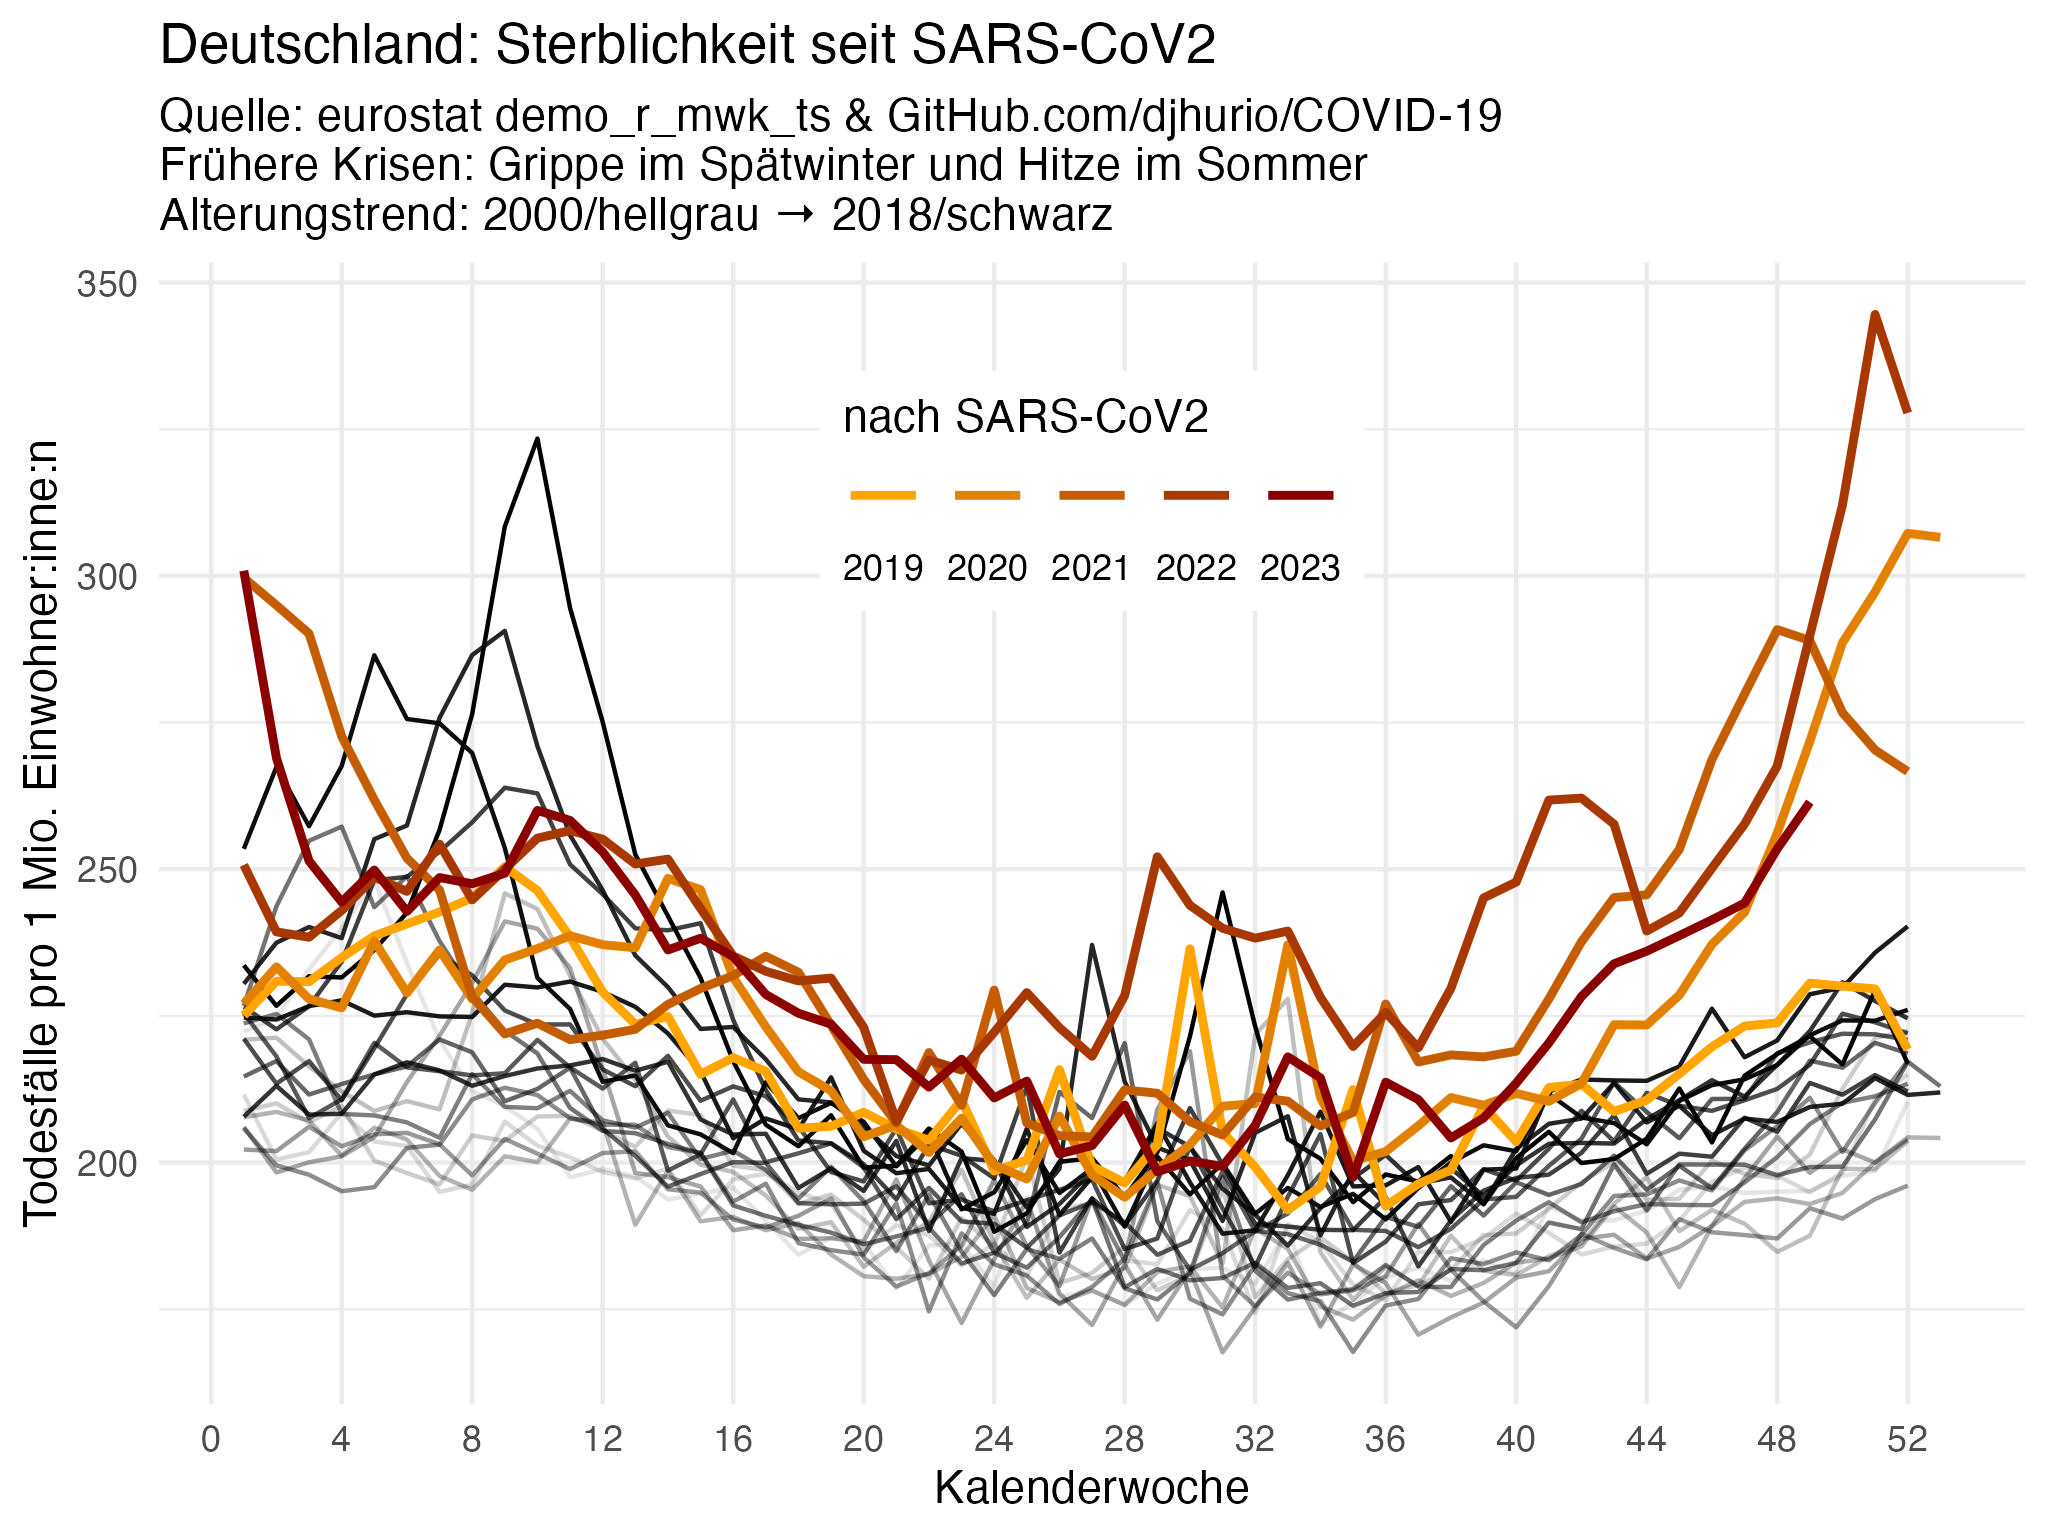 Deutschland: Sterblichkeit seit SARS-CoV2
Quelle: eurostat demo_r_mwk_ts & GitHub.com/djhurio/COVID-19
Frühere Krisen: Grippe im Spätwinter und Hitze im Sommer
Alterungstrend: 2000/hellgrau → 2018/schwarz
350
300
250
200
Todesfälle pro 1 Mio. Einwohner:inne:n
nach SARS-CoV2
2019 2020 2021 2022 2023
0 4 8 12 16 20 24 28 32 36 40 44 48 52
Kalenderwoche